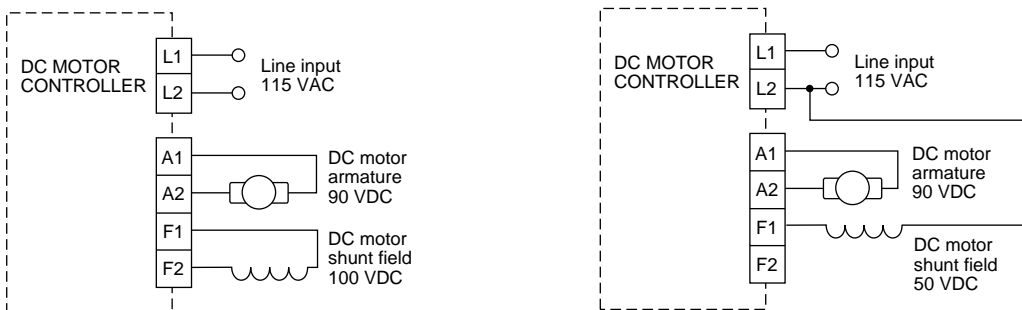 DC MOTOR
CONTROLLER
L1
L2
Line input
115 VAC
A1
A2
DC motor
armature
90 VDC
F1
F2
DC motor
shunt field
100 VDC
DC MOTOR
CONTROLLER
L1
L2
Line input
115 VAC
A1
A2
DC motor
armature
90 VDC
F1
F2
DC motor
shunt field
50 VDC